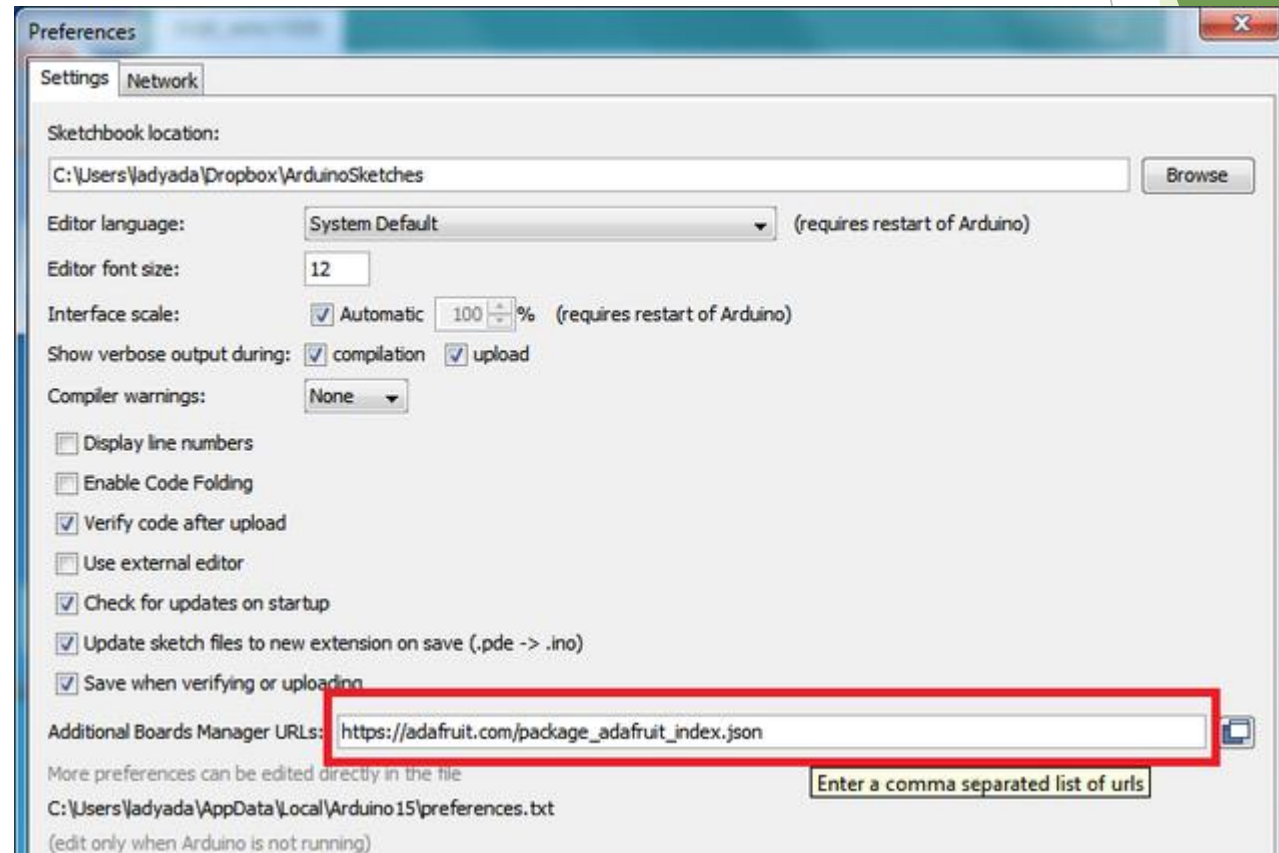 Preferences
Settings Network
Sketchbook location:
C:\Users\ladyada\Dropbox\ArduinoSketches Browse
Editor language: System Default (requires restart of Arduino)
Editor font size: 12
Interface scale: Automatic 100 % (requires restart of Arduino)
Show verbose output during: compilation upload
Compiler warnings: None
Display line numbers
Enable Code Folding
Verify code after upload
Use external editor
Check for updates on startup
Update sketch files to new extension on save (.pde -> .ino)
Save when verifying or uploading
Additional Boards Manager URLs: https://adafruit.com/package_adafruit_index.json
More preferences can be edited directly in the file
Enter a comma separated list of urls
C:\Users\ladyada\AppData\Local\Arduino15\preferences.txt
(edit only when Arduino is not running)